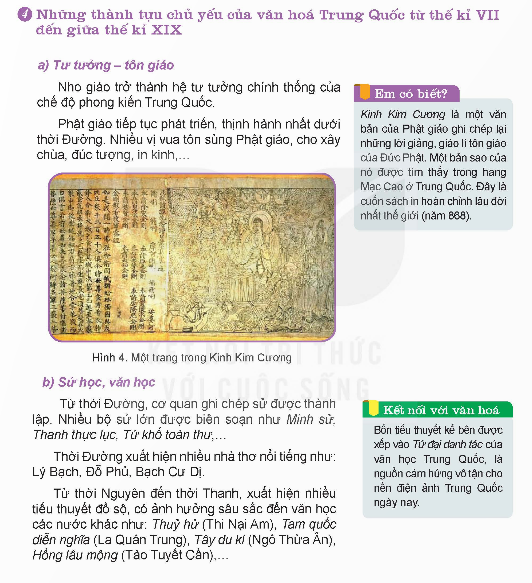 4 Những thành tựu chủ yếu của văn hoá Trung Quốc từ thế kỉ VII
đến giữa thế kỉ XIX
a) Tư tưởng – tôn giáo
Nho giáo trở thành hệ tư tưởng chính thống của
chế độ phong kiến Trung Quốc.
Phật giáo tiếp tục phát triển, thịnh hành nhất dưới
thời Đường. Nhiều vị vua tôn sùng Phật giáo, cho xây
chùa, đúc tượng, in kinh,...
Em có biết?
Kinh Kim Cương là một văn
bản của Phật giáo ghi chép lại
những lời giảng, giáo lí tôn giáo
của Đức Phật. Một bản sao của
nó được tìm thấy trong hang
Mạc Cao ở Trung Quốc. Đây là
cuốn sách in hoàn chỉnh lâu đời
nhất thế giới (năm 868).
Hình 4. Một trang trong Kinh Kim Cương
KẾT NỐI TRI THỨC
VỚI CUỘC SỐNG
b) Sử học, văn học
Từ thời Đường, cơ quan ghi chép sử được thành
lập. Nhiều bộ sử lớn được biên soạn như Minh sử,
Thanh thực lục, Tứ khố toàn thư,...
Thời Đường xuất hiện nhiều nhà thơ nổi tiếng như:
Lý Bạch, Đỗ Phủ, Bạch Cư Dị.
Từ thời Nguyên đến thời Thanh, xuất hiện nhiều
tiểu thuyết đồ sộ, có ảnh hưởng sâu sắc đến văn học
các nước khác như: Thuỷ hử (Thi Nại Am), Tam quốc
diễn nghĩa (La Quán Trung), Tây du kí (Ngô Thừa Ân),
Hồng lâu mộng (Tào Tuyết Cần),...
Kết nối với văn hoá
Bốn tiểu thuyết kể bên được
xếp vào Tứ đại danh tác của
văn học Trung Quốc, là
nguồn cảm hứng vô tận cho
nền điện ảnh Trung Quốc
ngày nay.